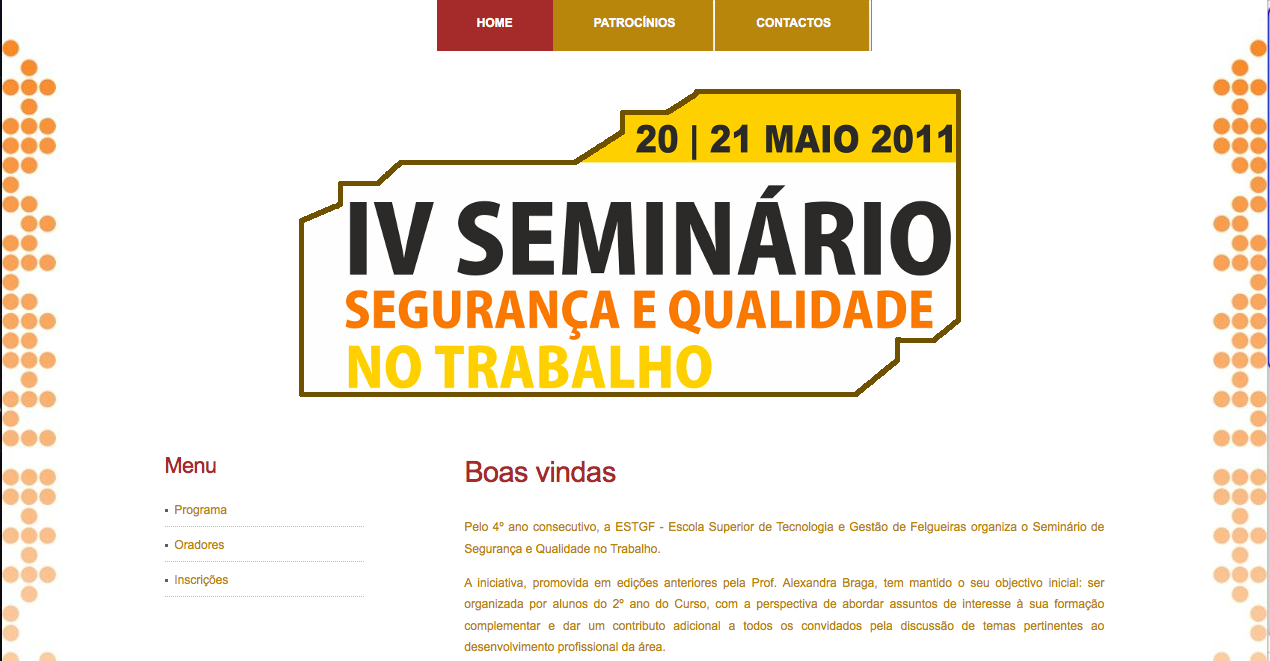 HOME PATROCÍNIOS CONTACTOS
20 | 21 MAIO 2011
IV SEMINÁRIO
SEGURANÇA E QUALIDADE
NO TRABALHO
Menu
Programa
Oradores
Inscrições
Boas vindas
Pelo 4º ano consecutivo, a ESTGF - Escola Superior de Tecnologia e Gestão de Felgueiras organiza o Seminário de
Segurança e Qualidade no Trabalho.
A iniciativa, promovida em edições anteriores pela Prof. Alexandra Braga, tem mantido o seu objectivo inicial: ser
organizada por alunos do 2º ano do Curso, com a perspectiva de abordar assuntos de interesse à sua formação
complementar e dar um contributo adicional a todos os convidados pela discussão de temas pertinentes ao
desenvolvimento profissional da área.